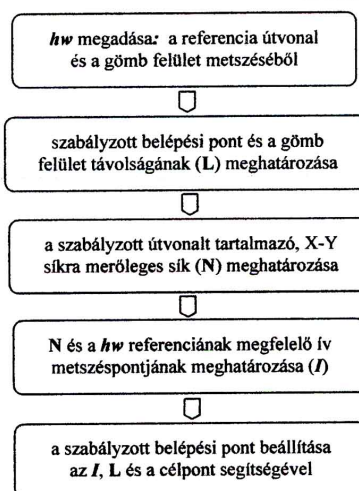 hw megadása: a referencia útvonal
és a gömb felület metszéséből
szabályzott belépési pont és a gömb
felület távolságának (L) meghatározása
a szabályzott útvonalt tartalmazó, X-Y
síkra merőleges sík (N) meghatározása
N és a hw referenciának megfelelő ív
metszéspontjának meghatározása (I)
a szabályzott belépési pont beállítása
az I, L és a célpont segítségével